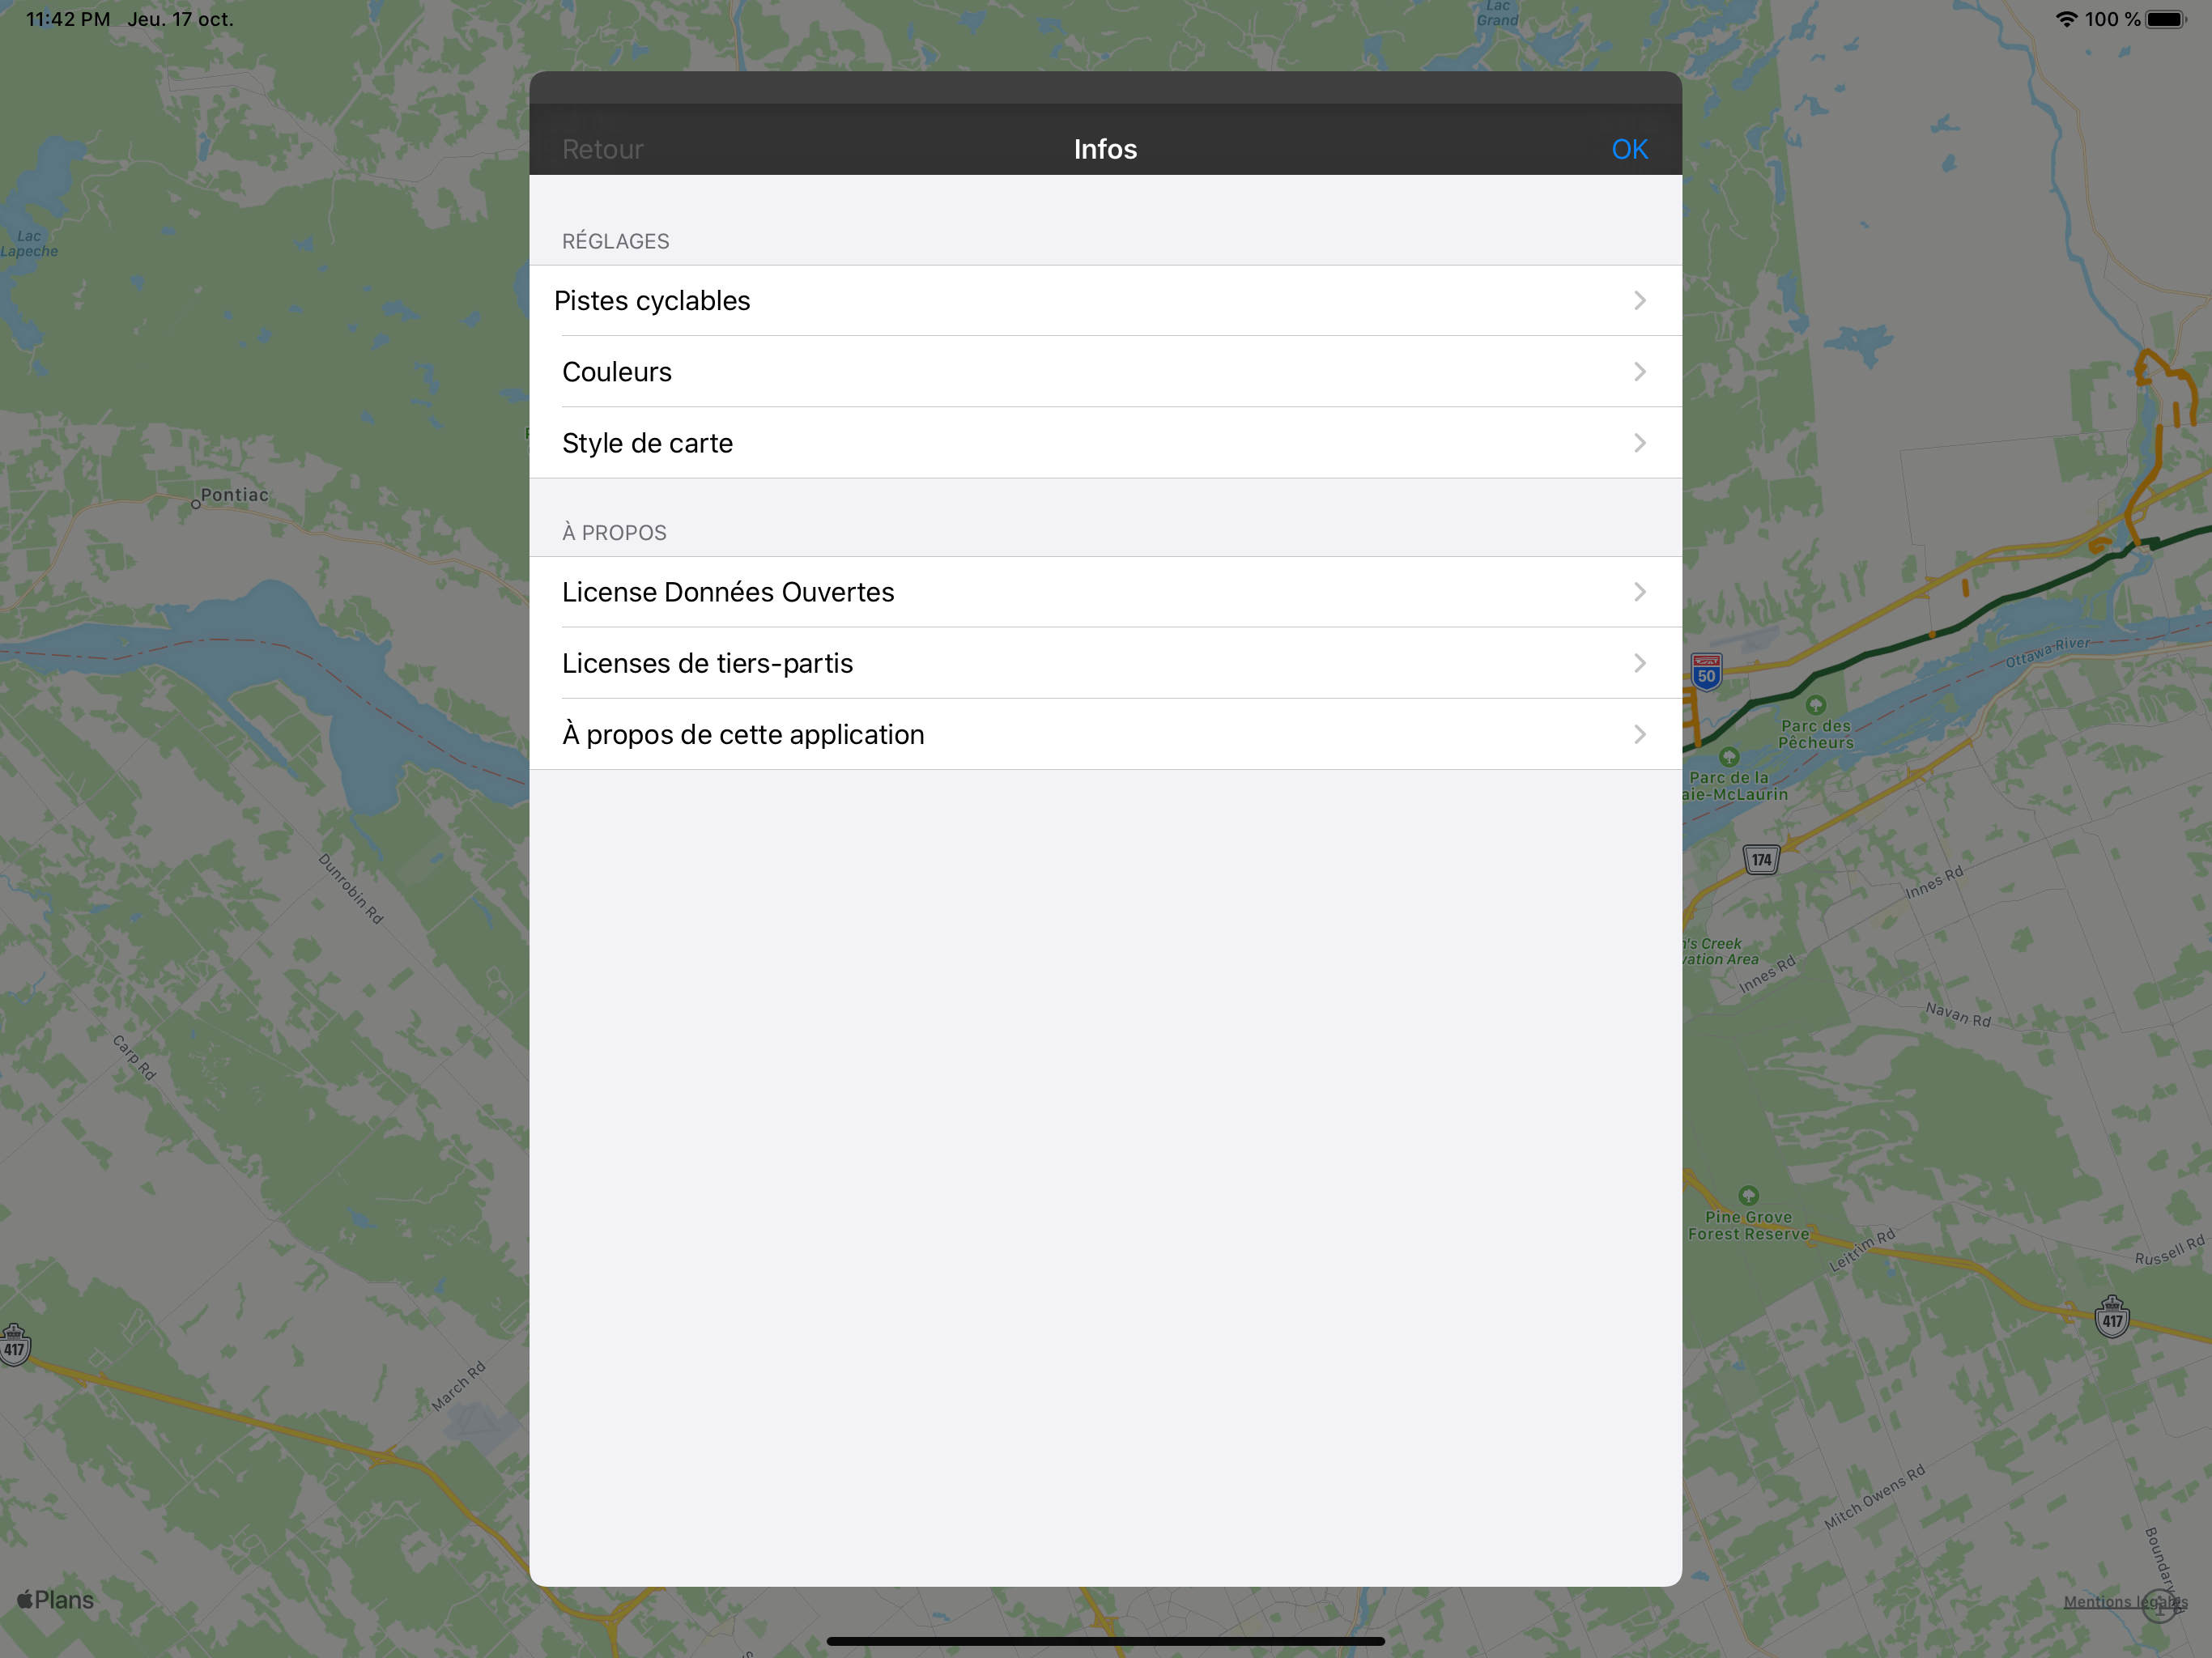 11:42 PM Jeu. 17 oct.
100 %
Lac
Grand
Retour
Infos
OK
RÉGLAGES
Lac
Lapeche
Pistes cyclables
Couleurs
Style de carte
Pontiac
À PROPOS
License Données Ouvertes
Licenses de tiers-partis
À propos de cette application
Ottawa River
50
Parc des
Pêcheurs
Parc de la
aie-McLaurin
174
Dunrobin Rd
Innes Rd
n's Creek
vation Area
Innes Rd
Navan Rd
Carp Rd
Pine Grove
Forest Reserve
Leitrim Rd
Russell Rd
417
417
March Rd
Mitch Owens Rd
Boundary
Plans
Mentions légales